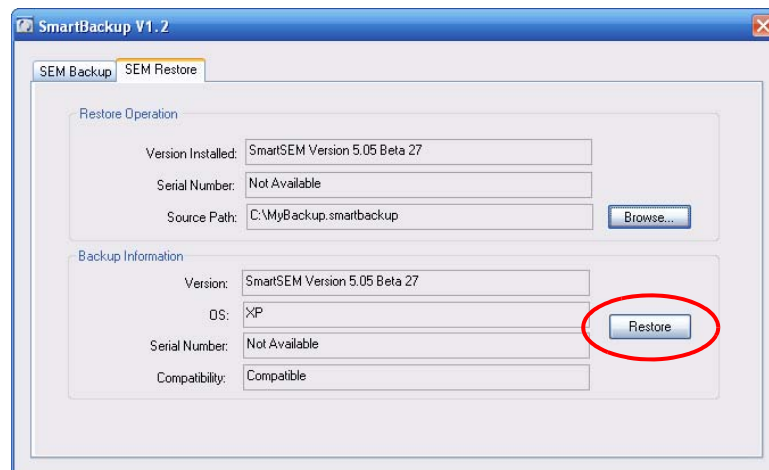 SmartBackup V1.2
SEM Backup SEM Restore
Restore Operation
Version Installed: SmartSEM Version 5.05 Beta 27
Serial Number: Not Available
Source Path: C:\MyBackup.smartbackup Browse...
Backup Information
Version: SmartSEM Version 5.05 Beta 27
OS: XP
Restore
Serial Number: Not Available
Compatibility: Compatible